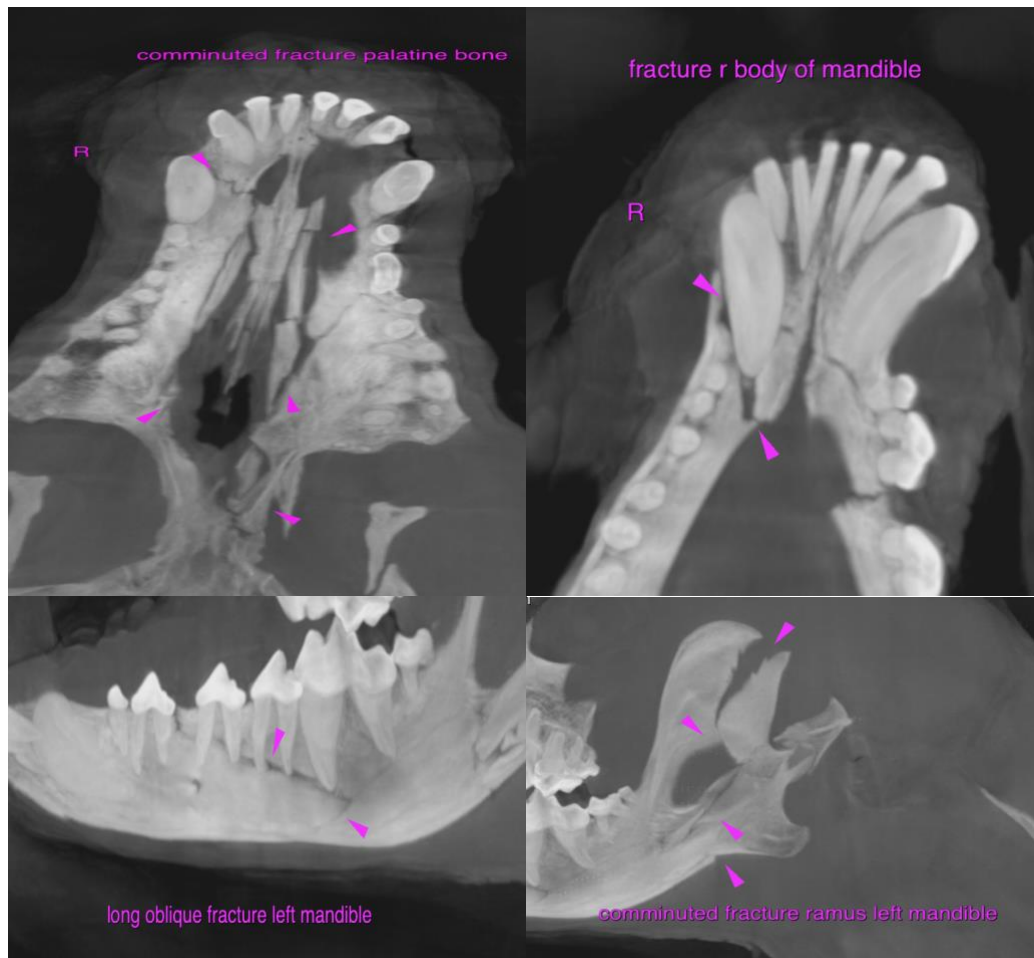 comminuted fracture palatine bone
R
fracture r body of mandible
R
long oblique fracture left mandible
comminuted fracture ramus left mandible